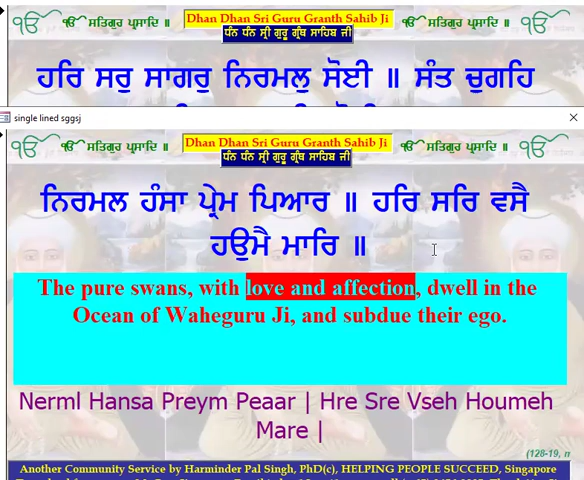 ੴ ਸਤਿਗੁਰ ਪ੍ਰਸਾਦਿ ॥ Dhan Dhan Sri Guru Granth Sahib Ji ੴ ਸਤਿਗੁਰ ਪ੍ਰਸਾਦਿ ॥ ੴ
ਧੰਨ ਧੰਨ ਸ੍ਰੀ ਗੁਰੂ ਗ੍ਰੰਥ ਸਾਹਿਬ ਜੀ
ਹਰਿ ਸਰੁ ਸਾਗਰੁ ਨਿਰਮਲੁ ਸੋਈ ॥ ਸੰਤ ਚੁਗਹਿ
single lined sggsj
ੴ ੴ ਸਤਿਗੁਰ ਪ੍ਰਸਾਦਿ ॥ Dhan Dhan Sri Guru Granth Sahib Ji ੴ ਸਤਿਗੁਰ ਪ੍ਰਸਾਦਿ ॥ ੴ
ਧੰਨ ਧੰਨ ਸ੍ਰੀ ਗੁਰੂ ਗ੍ਰੰਥ ਸਾਹਿਬ ਜੀ
ਨਿਰਮਲ ਹੰਸਾ ਪ੍ਰੇਮ ਪਿਆਰ ॥ ਹਰਿ ਸਰਿ ਵਸੈ
ਹਉਮੈ ਮਾਰਿ ॥
The pure swans, with love and affection, dwell in the
Ocean of Waheguru Ji, and subdue their ego.
Nerml Hansa Preym Peaar | Hre Sre Vseh Houmeh
Mare |
(128-19, m
Another Community Service by Harminder Pal Singh, PhD(c), HELPING PEOPLE SUCCEED, Singapore